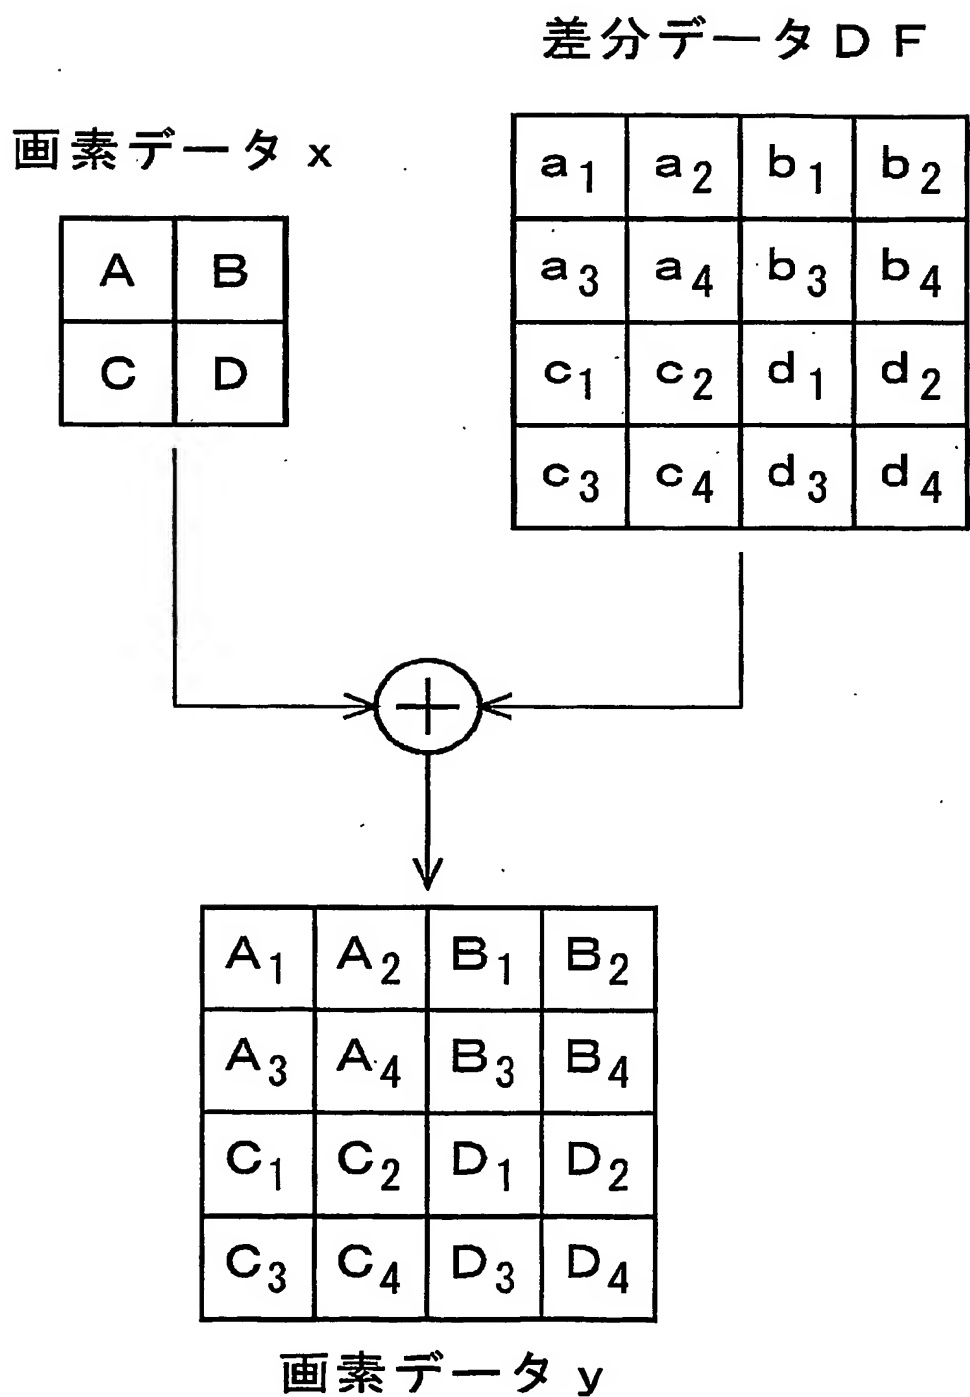 差分データDF
画素データx
a1 a2 b1 b2
a3 a4 b3 b4
c1 c2 d1 d2
c3 c4 d3 d4
A B
C D
+
A1 A2 B1 B2
A3 A4 B3 B4
C1 C2 D1 D2
C3 C4 D3 D4
画素データy